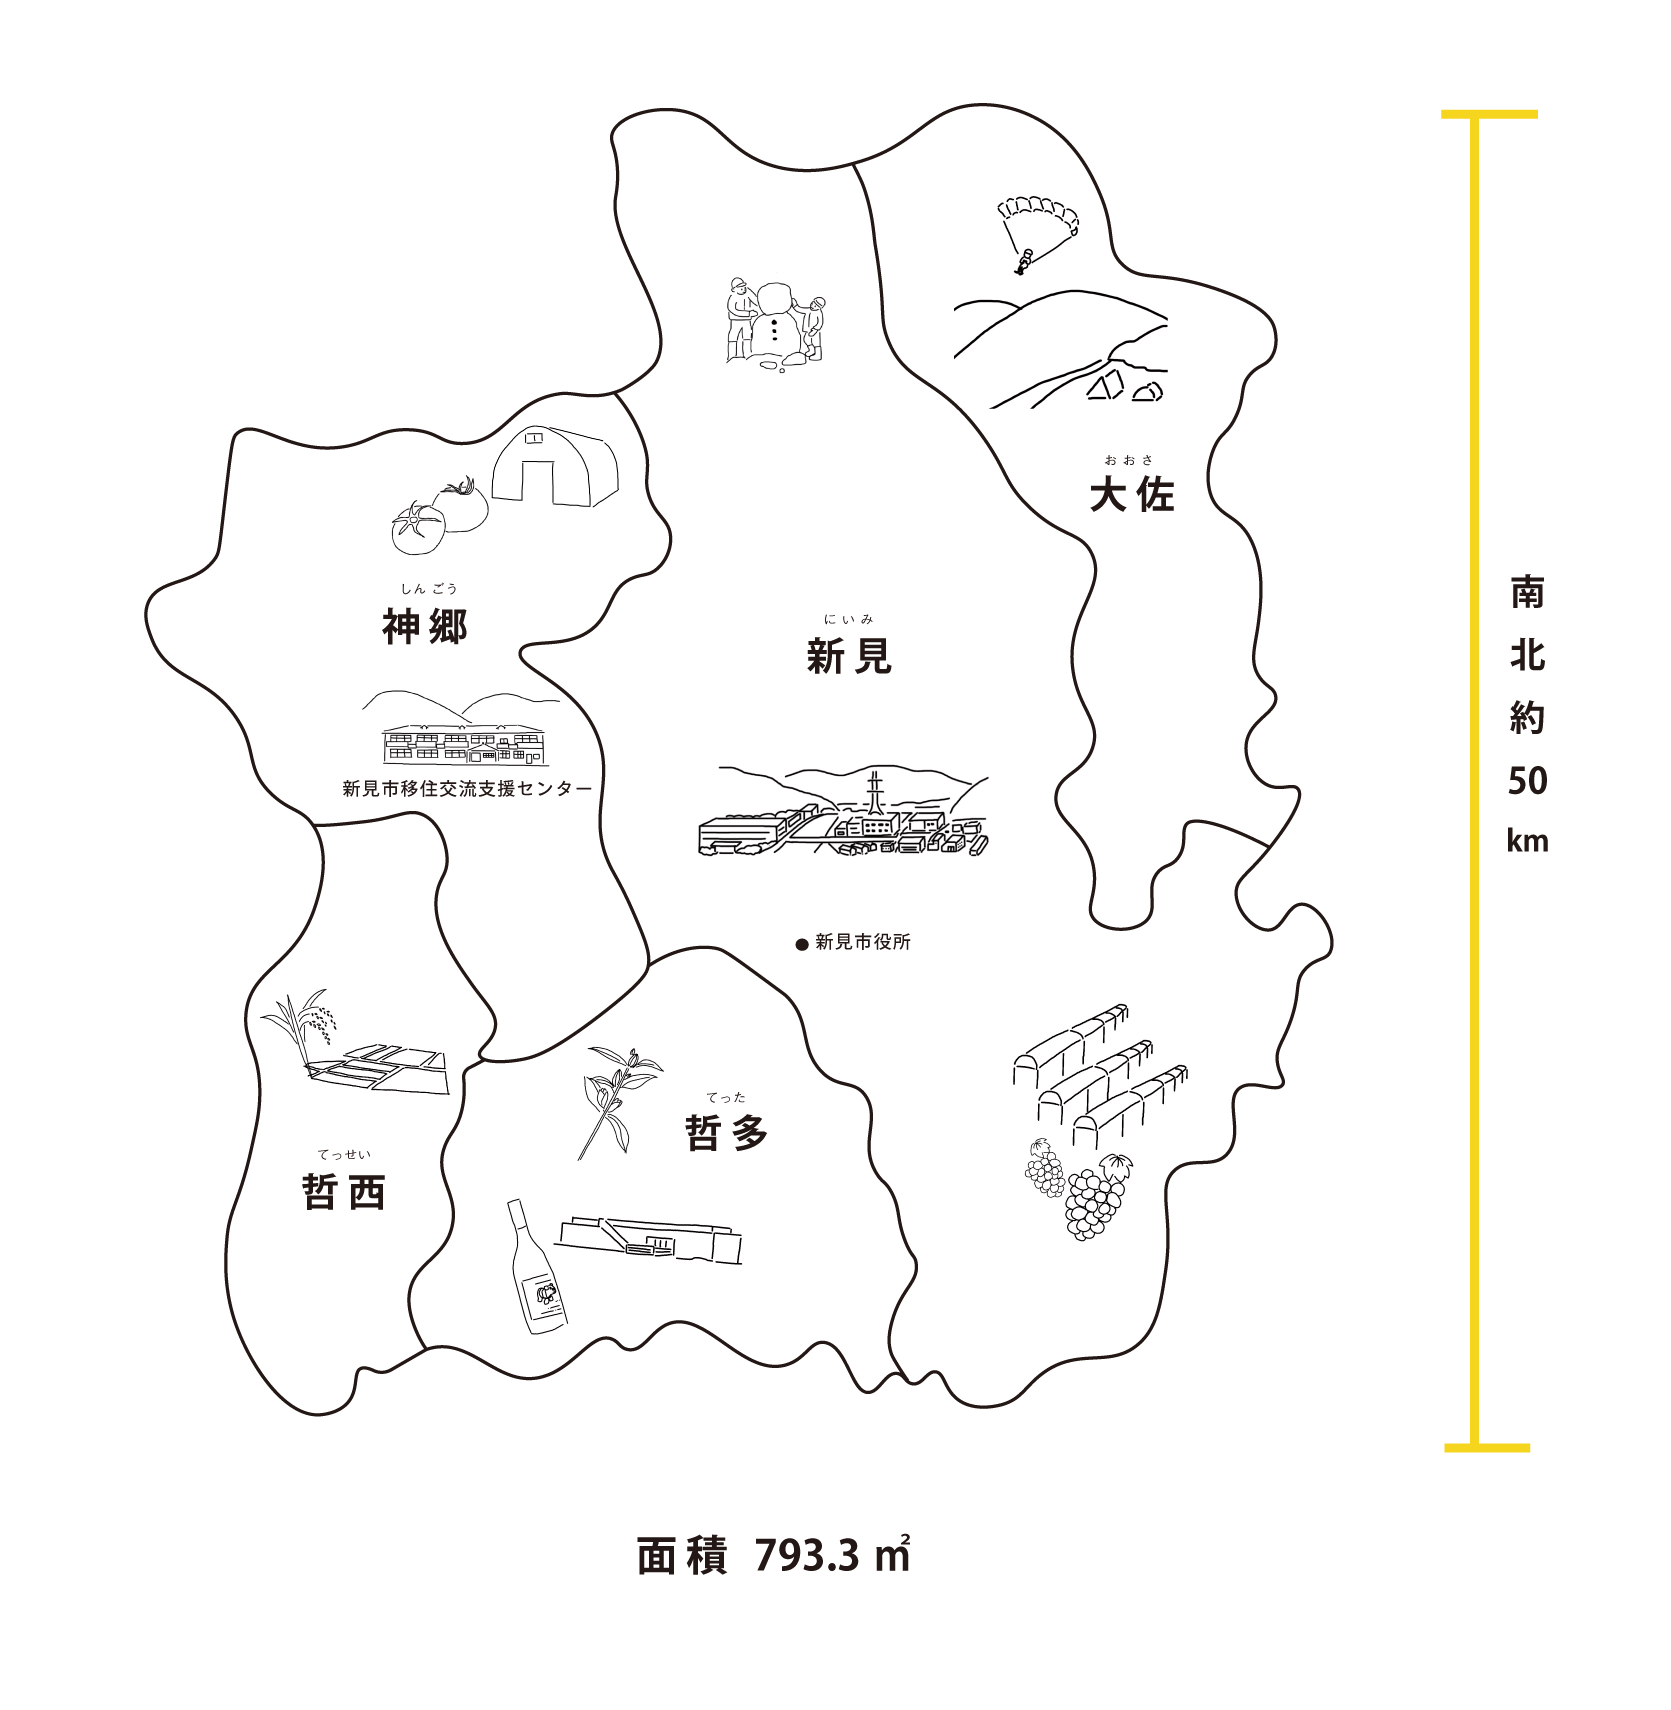 おおさ
大佐
しんごう
神郷
にいみ
新見
新見市移住交流支援センター
新見市役所
てった
哲多
てっせい
哲西
南北約50km
面積 793.3 ㎡